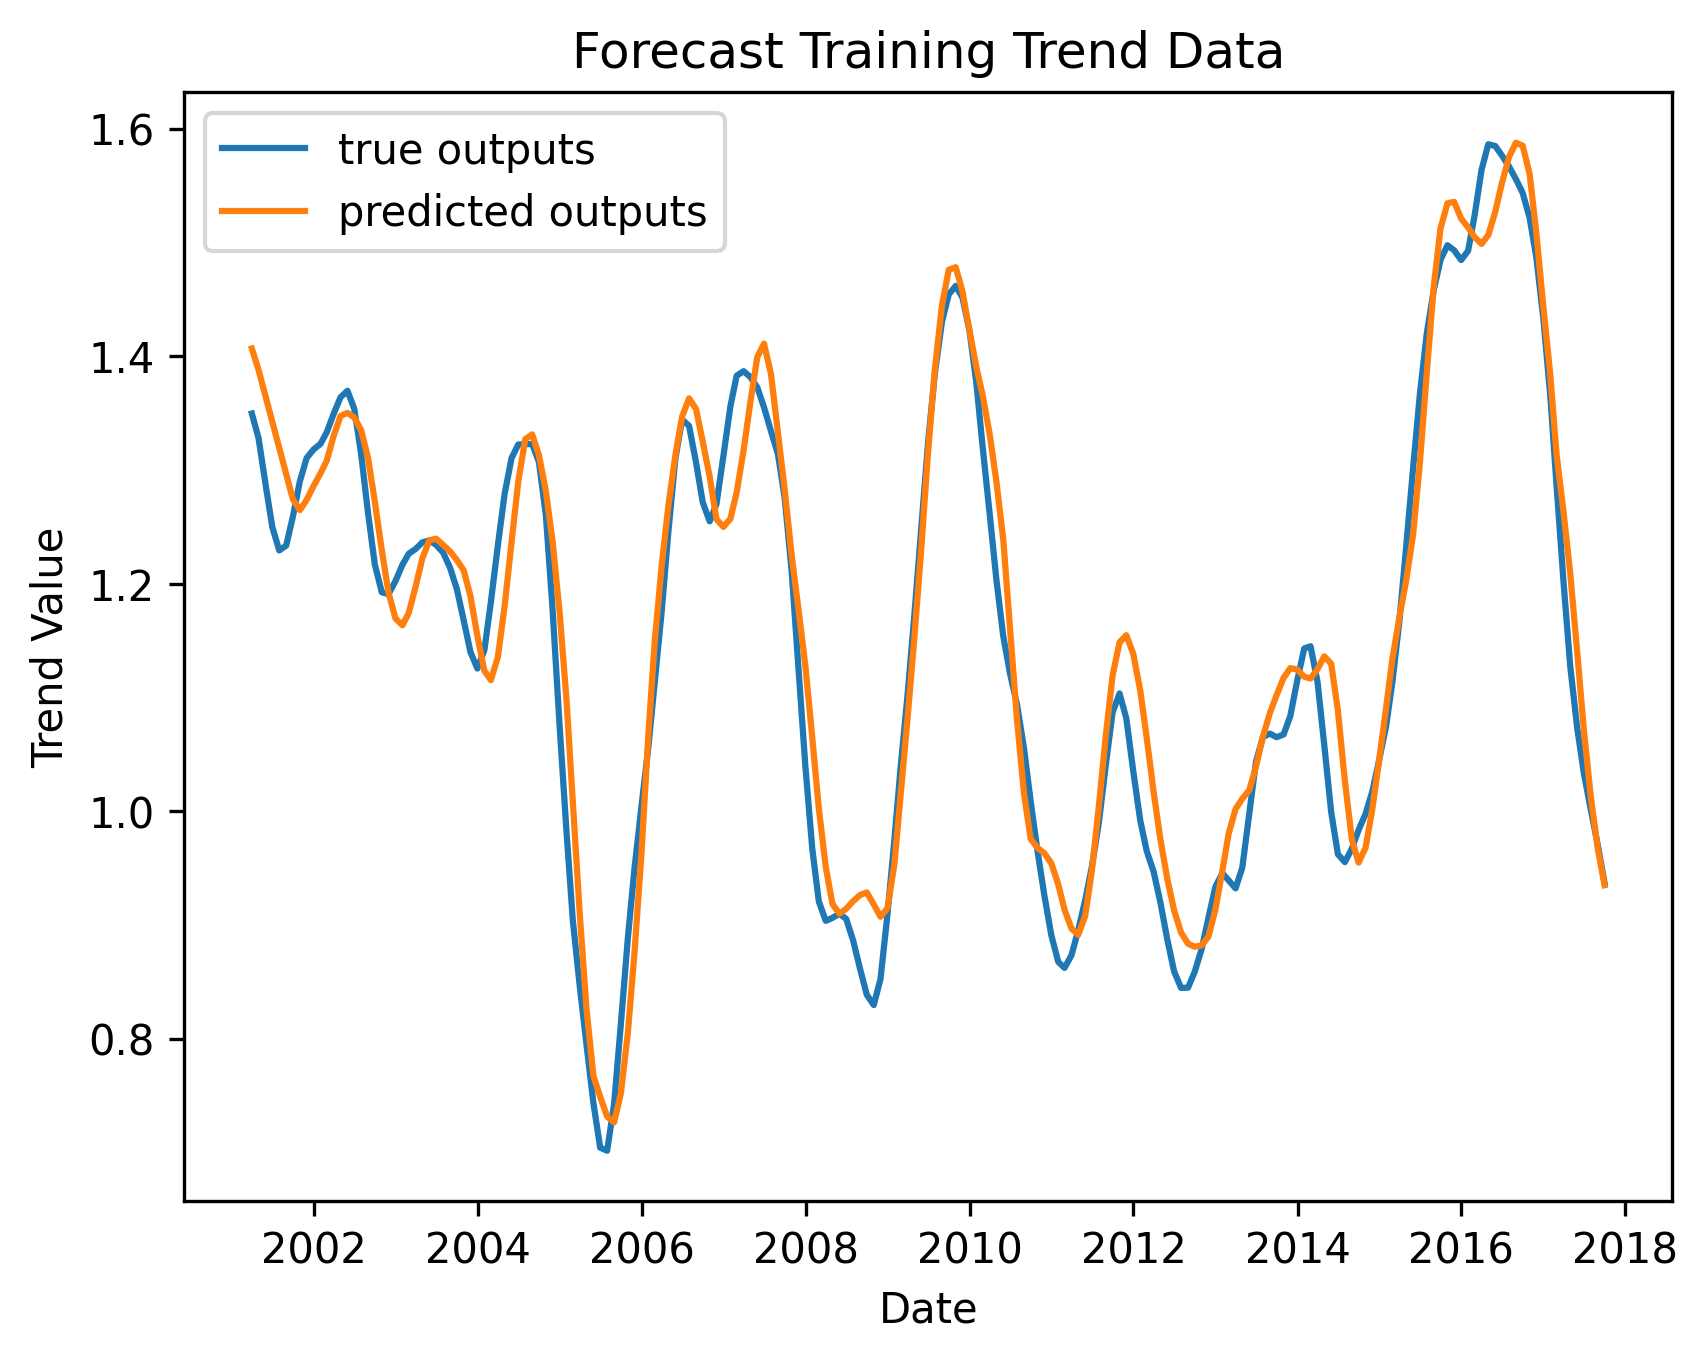 Forecast Training Trend Data
true outputs
predicted outputs
1.6
1.4
1.2
1.0
0.8
Trend Value
2002 2004 2006 2008 2010 2012 2014 2016 2018
Date